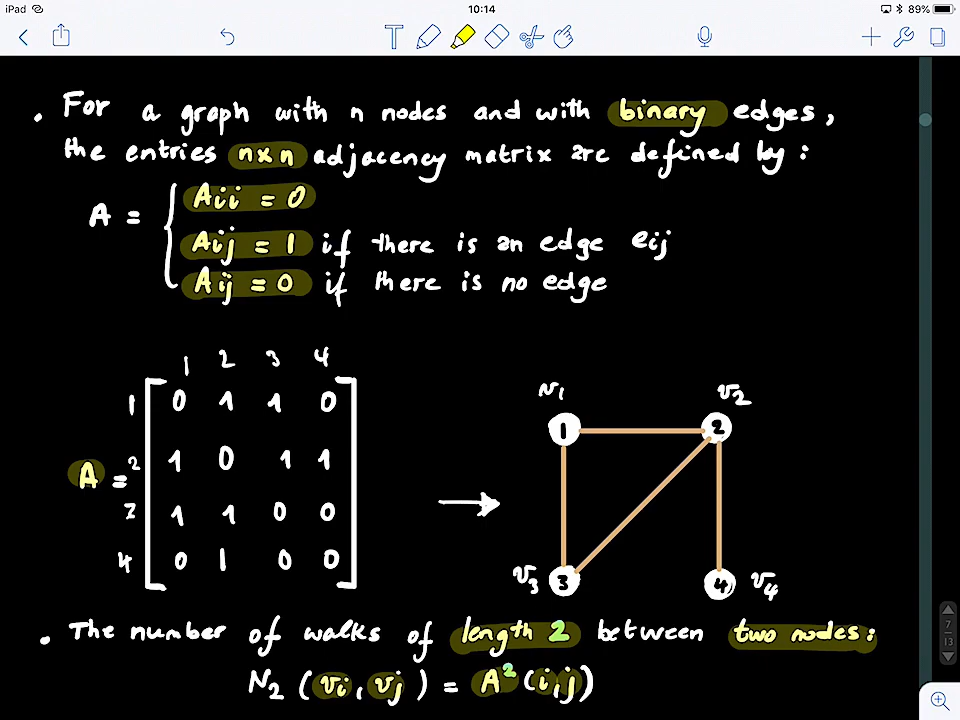 iPad 10:14 89%
T
. For a graph with n nodes and with binary edges,
the entries n×n adjacency matrix are defined by:
A = { Aii = 0
Aij = 1 if there is an edge eij
Aij = 0 if there is no edge
1 2 3 4
1 0 1 1 0
2 1 0 1 1
A =
3 1 1 0 0
4 0 1 0 0
v1 v2
1 2
v3 3 4 v4
. The number of walks of length 2 between two nodes:
N2 (vi, vj) = A² (i,j)
7
13